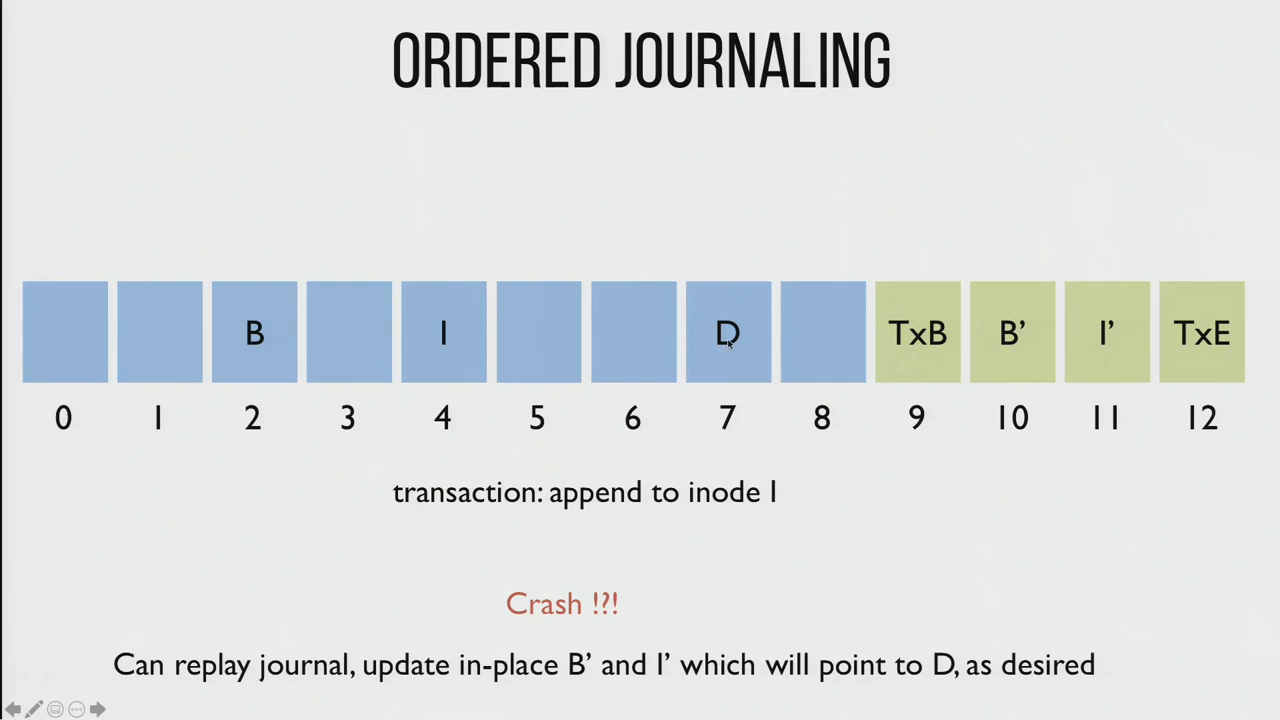 ORDERED JOURNALING
B I D TxB B’ I’ TxE
0 1 2 3 4 5 6 7 8 9 10 11 12
transaction: append to inode I
Crash !?!
Can replay journal, update in-place B’ and I’ which will point to D, as desired